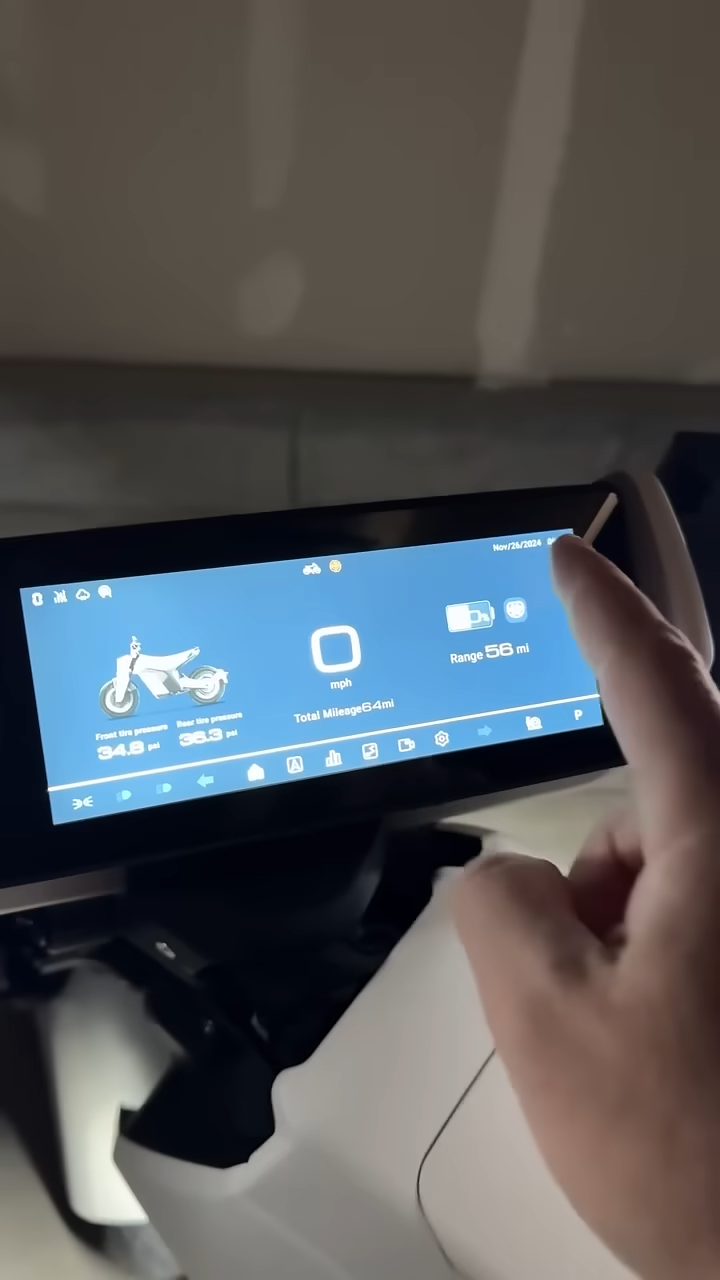 Nov/26/2024
0
mph
Range 56 mi
Total Mileage64mi
Front tire pressure
34.8 psi
Rear tire pressure
36.3 psi
A
P